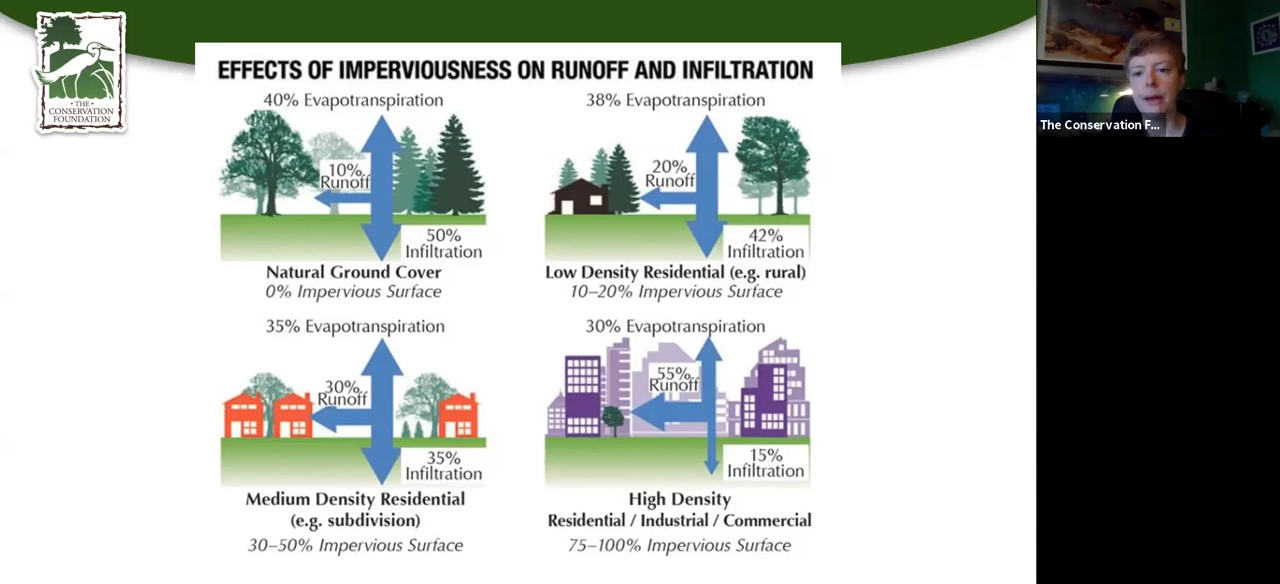 • THE •
CONSERVATION
FOUNDATION
EFFECTS OF IMPERVIOUSNESS ON RUNOFF AND INFILTRATION
40% Evapotranspiration
10%
Runoff
50%
Infiltration
Natural Ground Cover
0% Impervious Surface
38% Evapotranspiration
20%
Runoff
42%
Infiltration
Low Density Residential (e.g. rural)
10–20% Impervious Surface
35% Evapotranspiration
30%
Runoff
35%
Infiltration
Medium Density Residential
(e.g. subdivision)
30–50% Impervious Surface
30% Evapotranspiration
55%
Runoff
15%
Infiltration
High Density
Residential / Industrial / Commercial
75–100% Impervious Surface
The Conservation F...